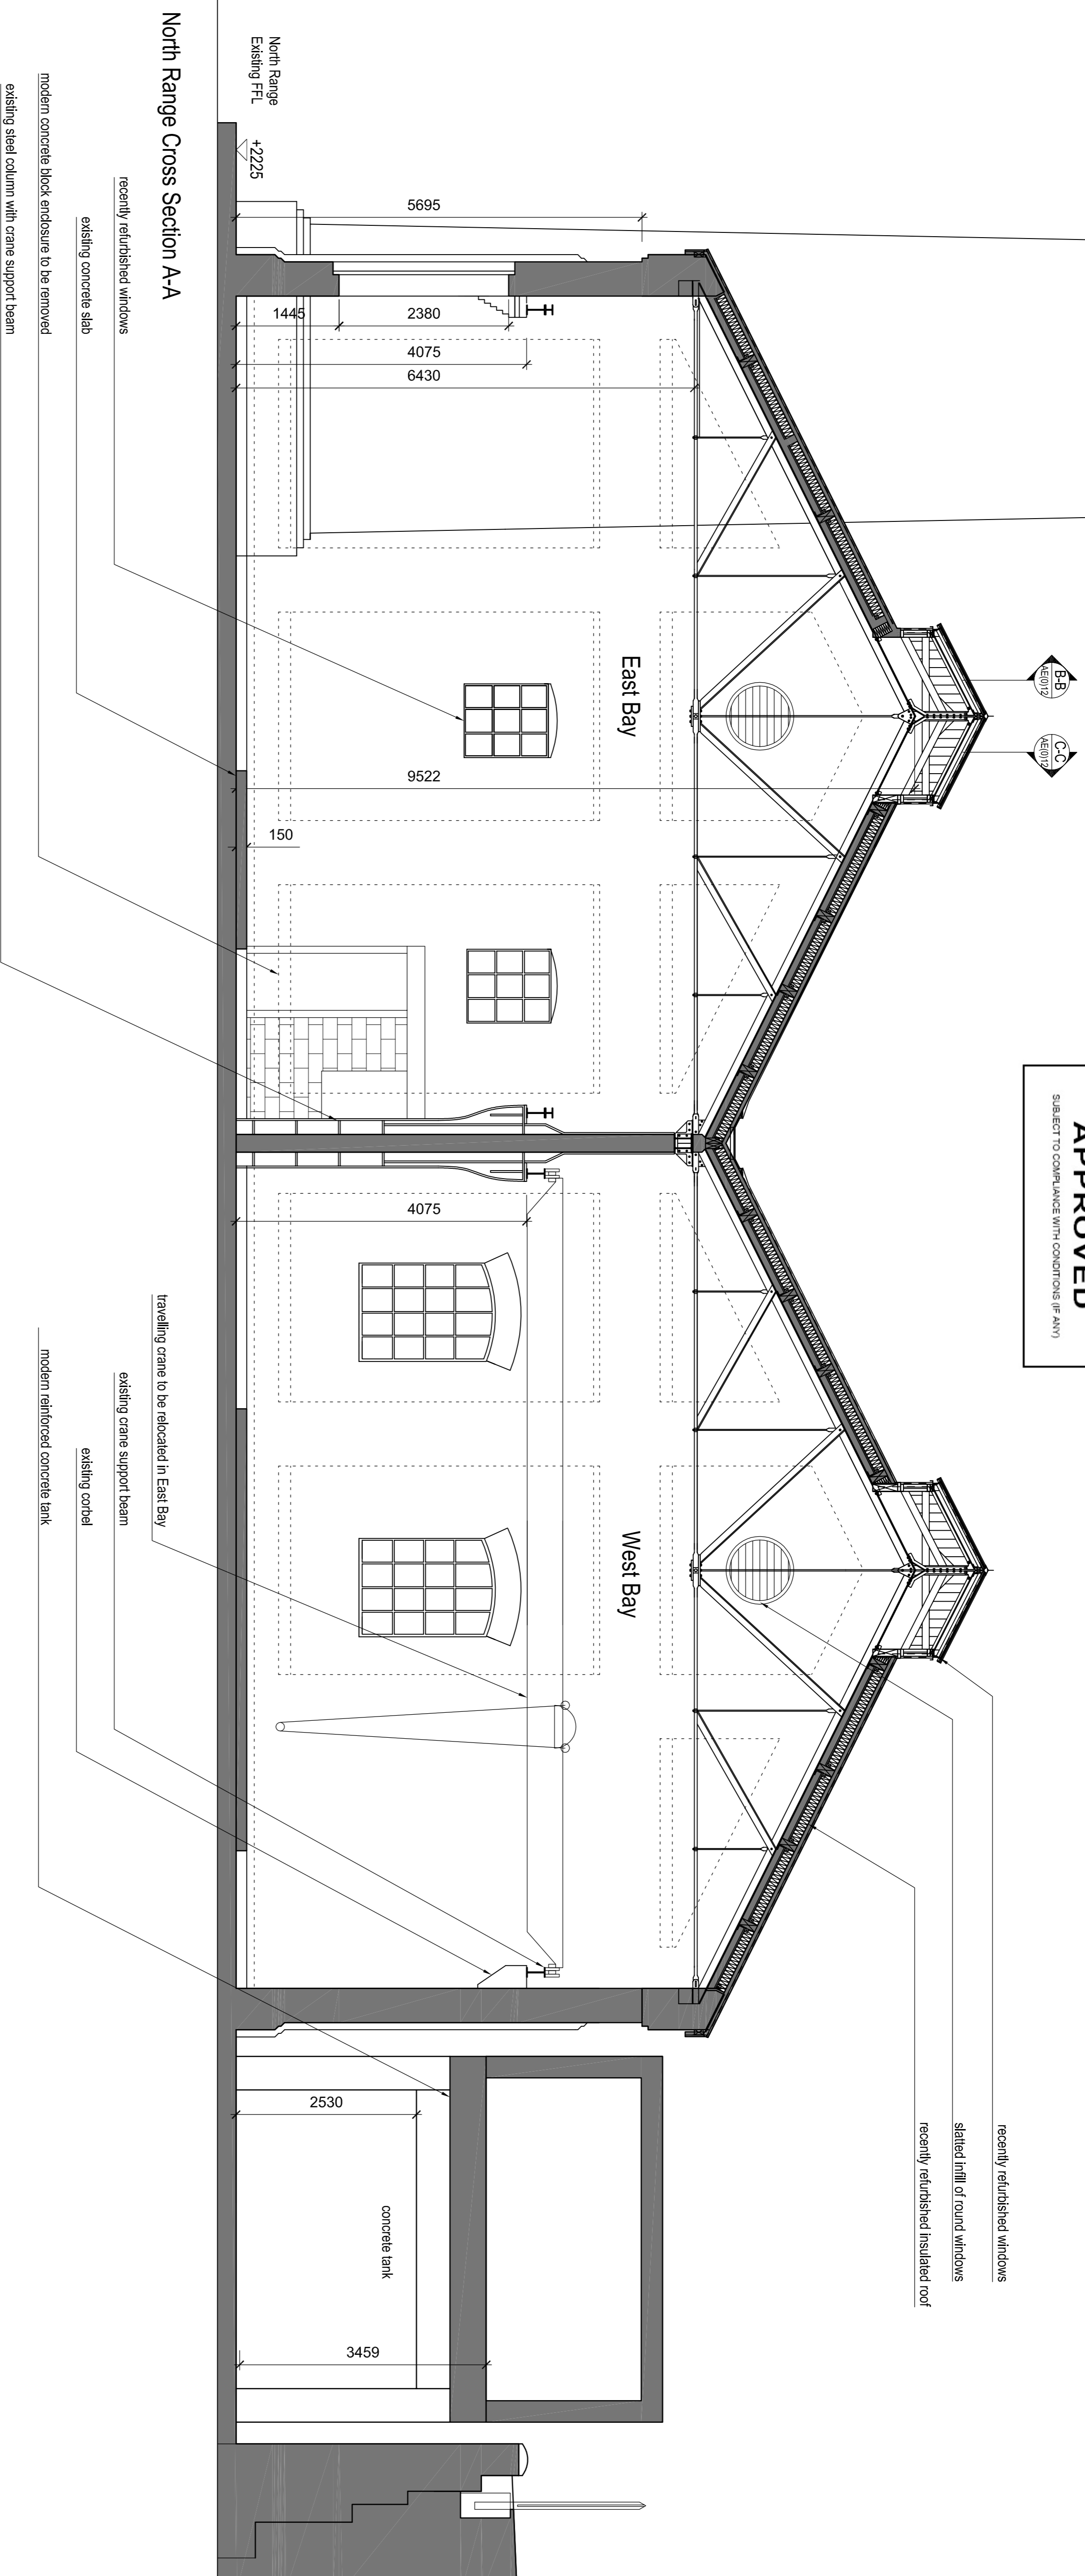 APPROVED
SUBJECT TO COMPLIANCE WITH CONDITIONS (IF ANY)
B-B
AE(0)12
C-C
AE(0)12
recently refurbished windows
slatted infill of round windows
recently refurbished insulated roof
East Bay
West Bay
5695
1445
2380
4075
6430
9522
150
4075
2530
3459
concrete tank
North Range
Existing FFL
+2225
North Range Cross Section A-A
recently refurbished windows
existing concrete slab
modern concrete block enclosure to be removed
existing steel column with crane support beam
travelling crane to be relocated in East Bay
existing crane support beam
existing corbel
modern reinforced concrete tank